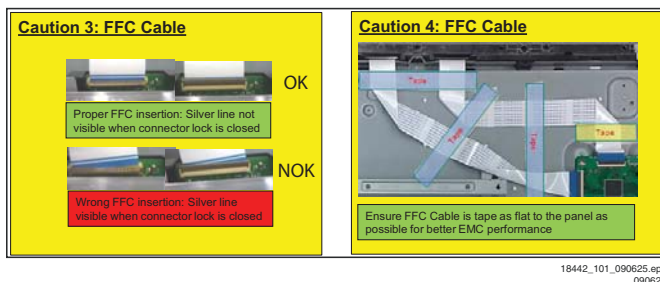 Caution 3: FFC Cable
OK
Proper FFC insertion: Silver line not
visible when connector lock is closed
NOK
Wrong FFC insertion: Silver line
visible when connector lock is closed
Caution 4: FFC Cable
Tape
Tape
Tape
Tape
Ensure FFC Cable is tape as flat to the panel as
possible for better EMC performance
18442_101_090625.ep
09062